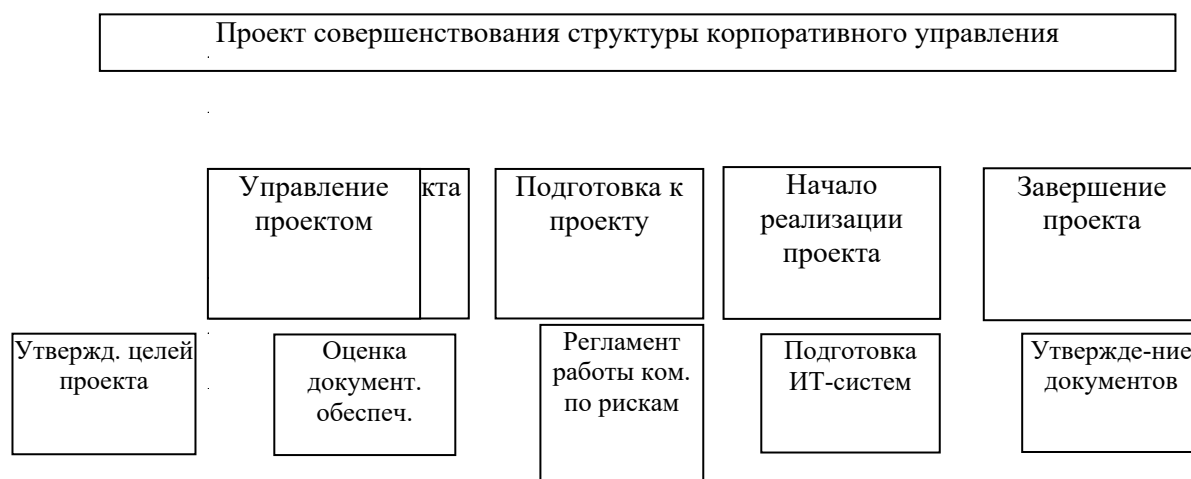 Проект совершенствования структуры корпоративного управления
Управление
проектом
кта
Подготовка к
проекту
Начало
реализации
проекта
Завершение
проекта
Утвержд. целей
проекта
Оценка
документ.
обеспеч.
Регламент
работы ком.
по рискам
Подготовка
ИТ-систем
Утвержде-ние
документов